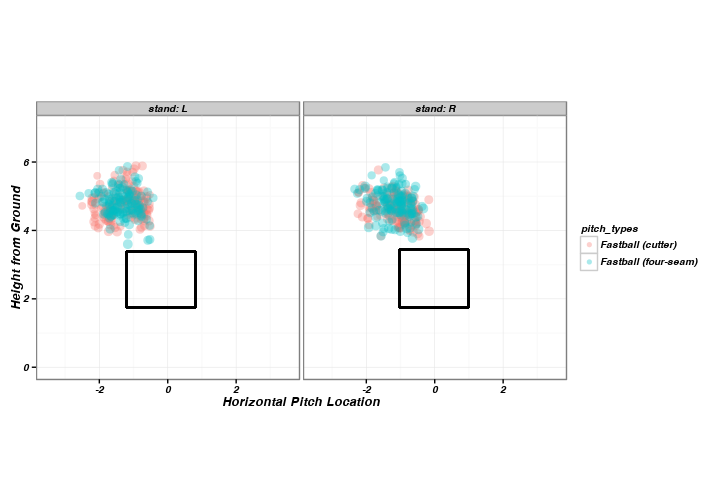 stand: L
stand: R
Height from Ground
6
4
2
0
-2
0
2
-2
0
2
Horizontal Pitch Location
pitch_types
Fastball (cutter)
Fastball (four-seam)